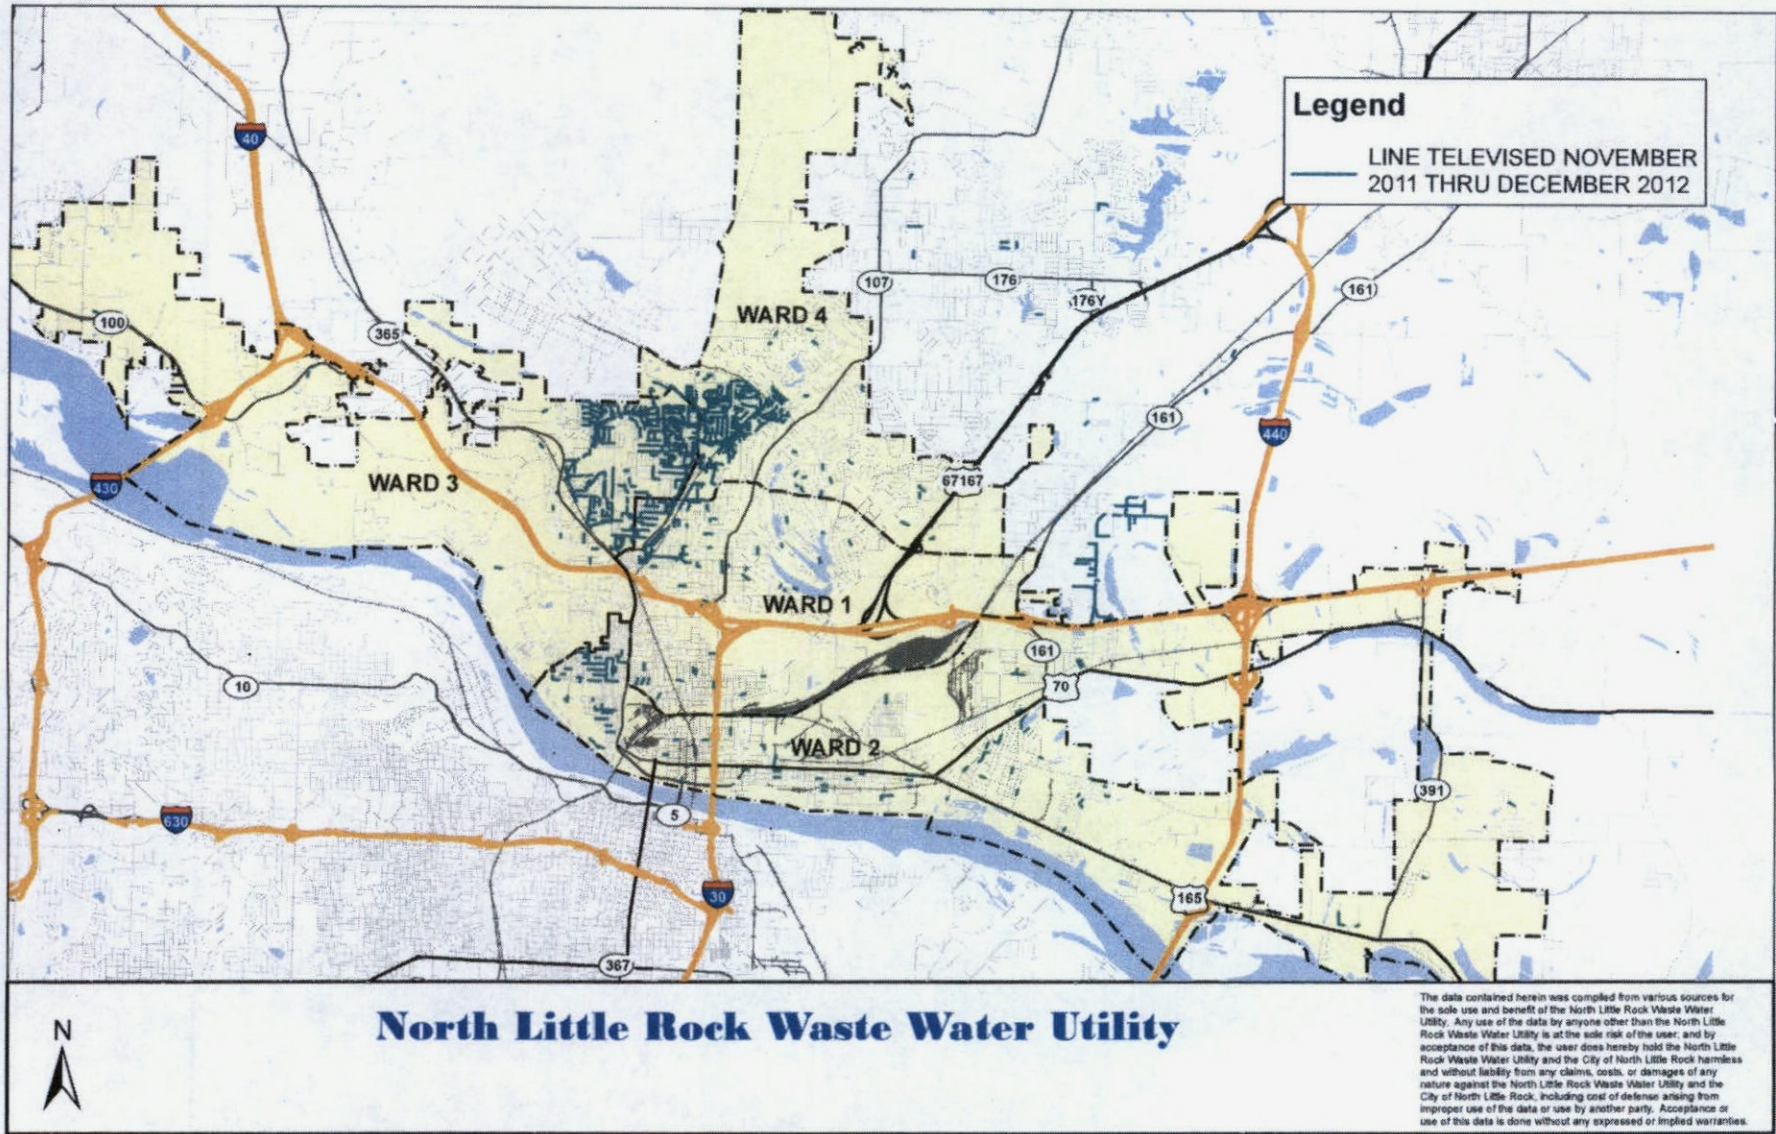 Legend
LINE TELEVISED NOVEMBER
2011 THRU DECEMBER 2012
40
107
176
176Y
161
100
365
WARD 4
161
440
WARD 3
430
67167
WARD 1
161
70
10
WARD 2
391
630
5
30
165
367
N
North Little Rock Waste Water Utility
The data contained herein was compiled from various sources for
the sole use and benefit of the North Little Rock Waste Water
Utility. Any use of the data by anyone other than the North Little
Rock Waste Water Utility is at the sole risk of the user; and by
acceptance of this data, the user does hereby hold the North Little
Rock Waste Water Utility and the City of North Little Rock harmless
and without liability from any claims, costs, or damages of any
nature against the North Little Rock Waste Water Utility and the
City of North Little Rock, including cost of defense arising from
improper use of the data or use by another party. Acceptance or
use of this data is done without any expressed or implied warranties.